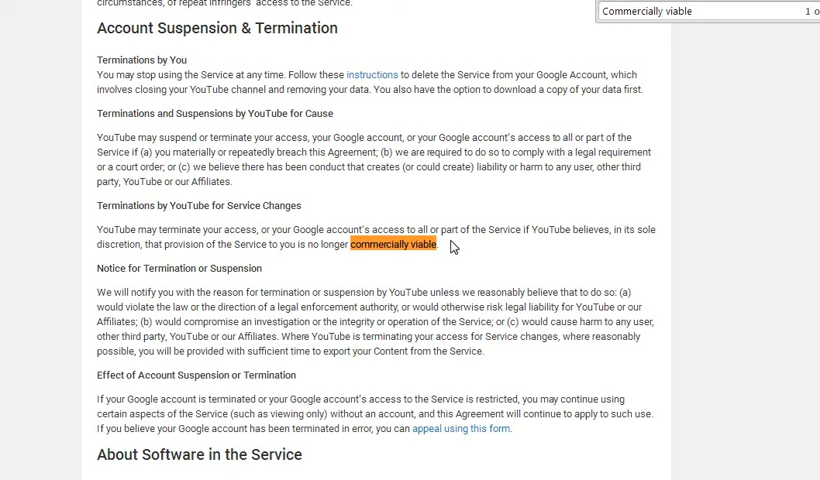 circumstances, of repeat infringers' access to the Service.
Commercially viable
1 o
Account Suspension & Termination
Terminations by You
You may stop using the Service at any time. Follow these instructions to delete the Service from your Google Account, which
involves closing your YouTube channel and removing your data. You also have the option to download a copy of your data first.
Terminations and Suspensions by YouTube for Cause
YouTube may suspend or terminate your access, your Google account, or your Google account's access to all or part of the
Service if (a) you materially or repeatedly breach this Agreement; (b) we are required to do so to comply with a legal requirement
or a court order; or (c) we believe there has been conduct that creates (or could create) liability or harm to any user, other third
party, YouTube or our Affiliates.
Terminations by YouTube for Service Changes
YouTube may terminate your access, or your Google account's access to all or part of the Service if YouTube believes, in its sole
discretion, that provision of the Service to you is no longer commercially viable.
Notice for Termination or Suspension
We will notify you with the reason for termination or suspension by YouTube unless we reasonably believe that to do so: (a)
would violate the law or the direction of a legal enforcement authority, or would otherwise risk legal liability for YouTube or our
Affiliates; (b) would compromise an investigation or the integrity or operation of the Service; or (c) would cause harm to any user,
other third party, YouTube or our Affiliates. Where YouTube is terminating your access for Service changes, where reasonably
possible, you will be provided with sufficient time to export your Content from the Service.
Effect of Account Suspension or Termination
If your Google account is terminated or your Google account's access to the Service is restricted, you may continue using
certain aspects of the Service (such as viewing only) without an account, and this Agreement will continue to apply to such use.
If you believe your Google account has been terminated in error, you can appeal using this form.
About Software in the Service